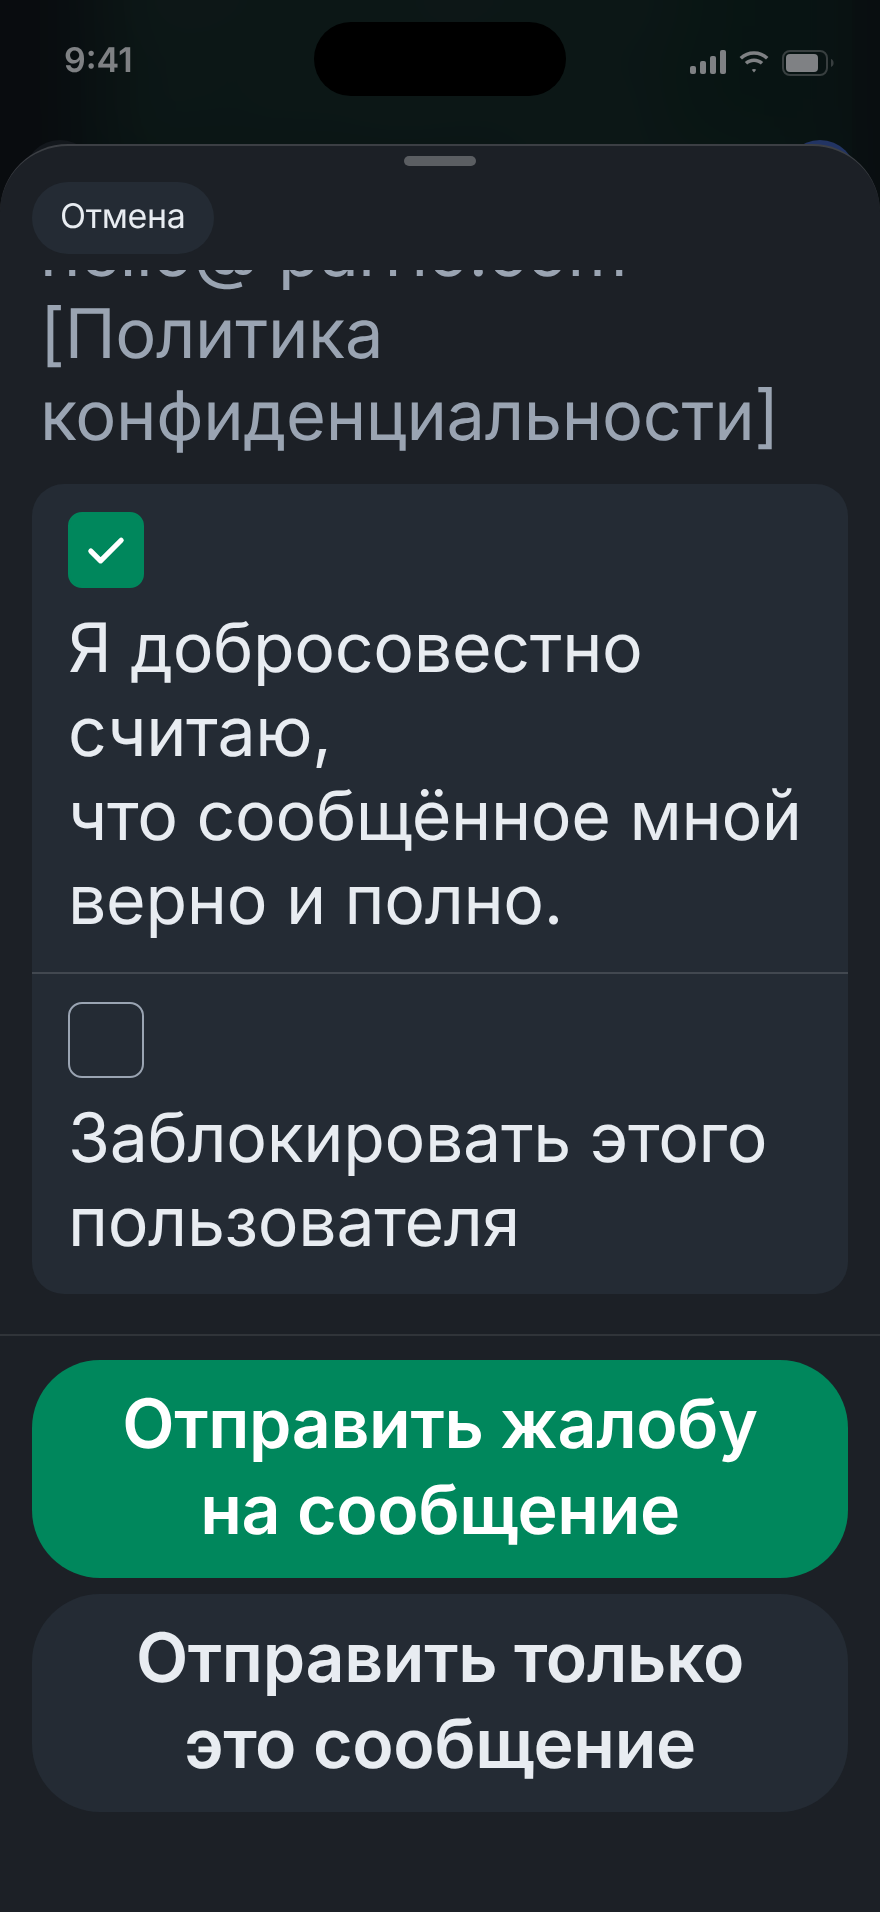 9:41
Отмена
[Политика
конфиденциальности]
Я добросовестно
считаю,
что сообщённое мной
верно и полно.
Заблокировать этого
пользователя
Отправить жалобу
на сообщение
Отправить только
это сообщение